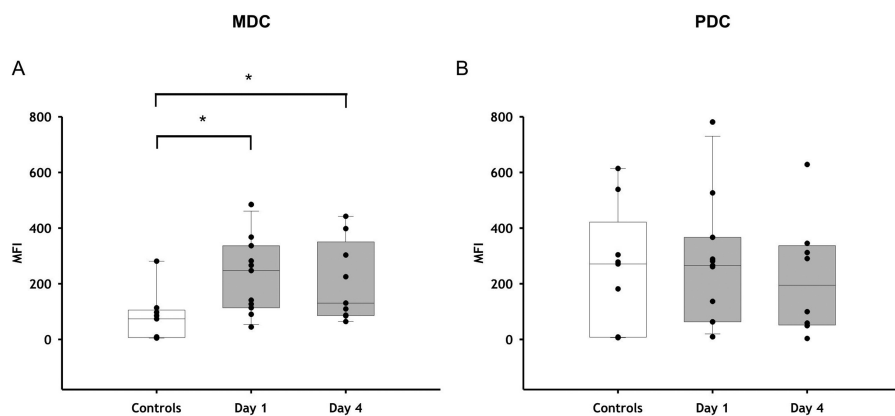 MDC
PDC
A
B
*
*
800
600
400
200
0
MFI
Controls
Day 1
Day 4
800
600
400
200
0
MFI
Controls
Day 1
Day 4